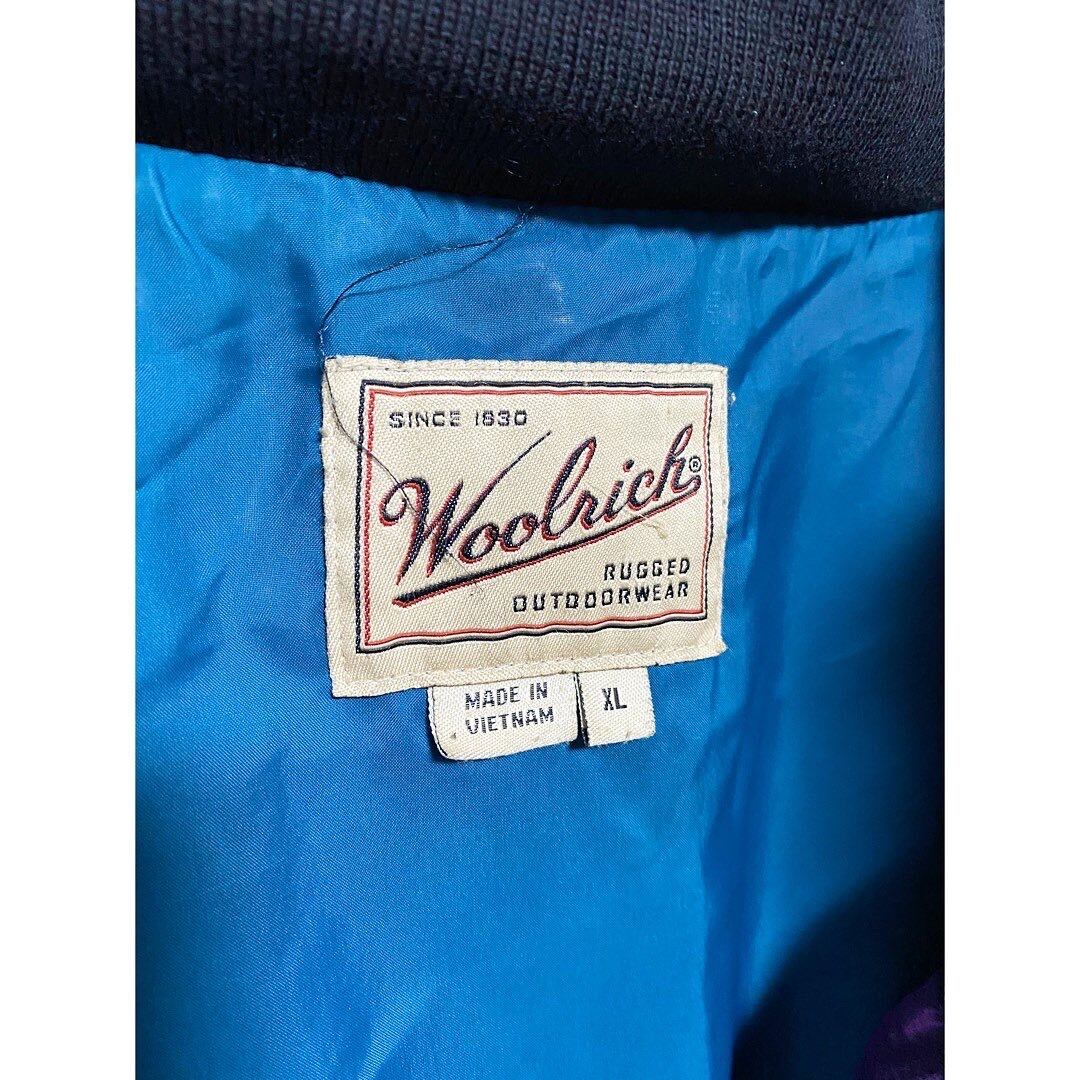 SINCE 1830
Woolrich®
RUGGED
OUTDOORWEAR
MADE IN
VIETNAM
XL